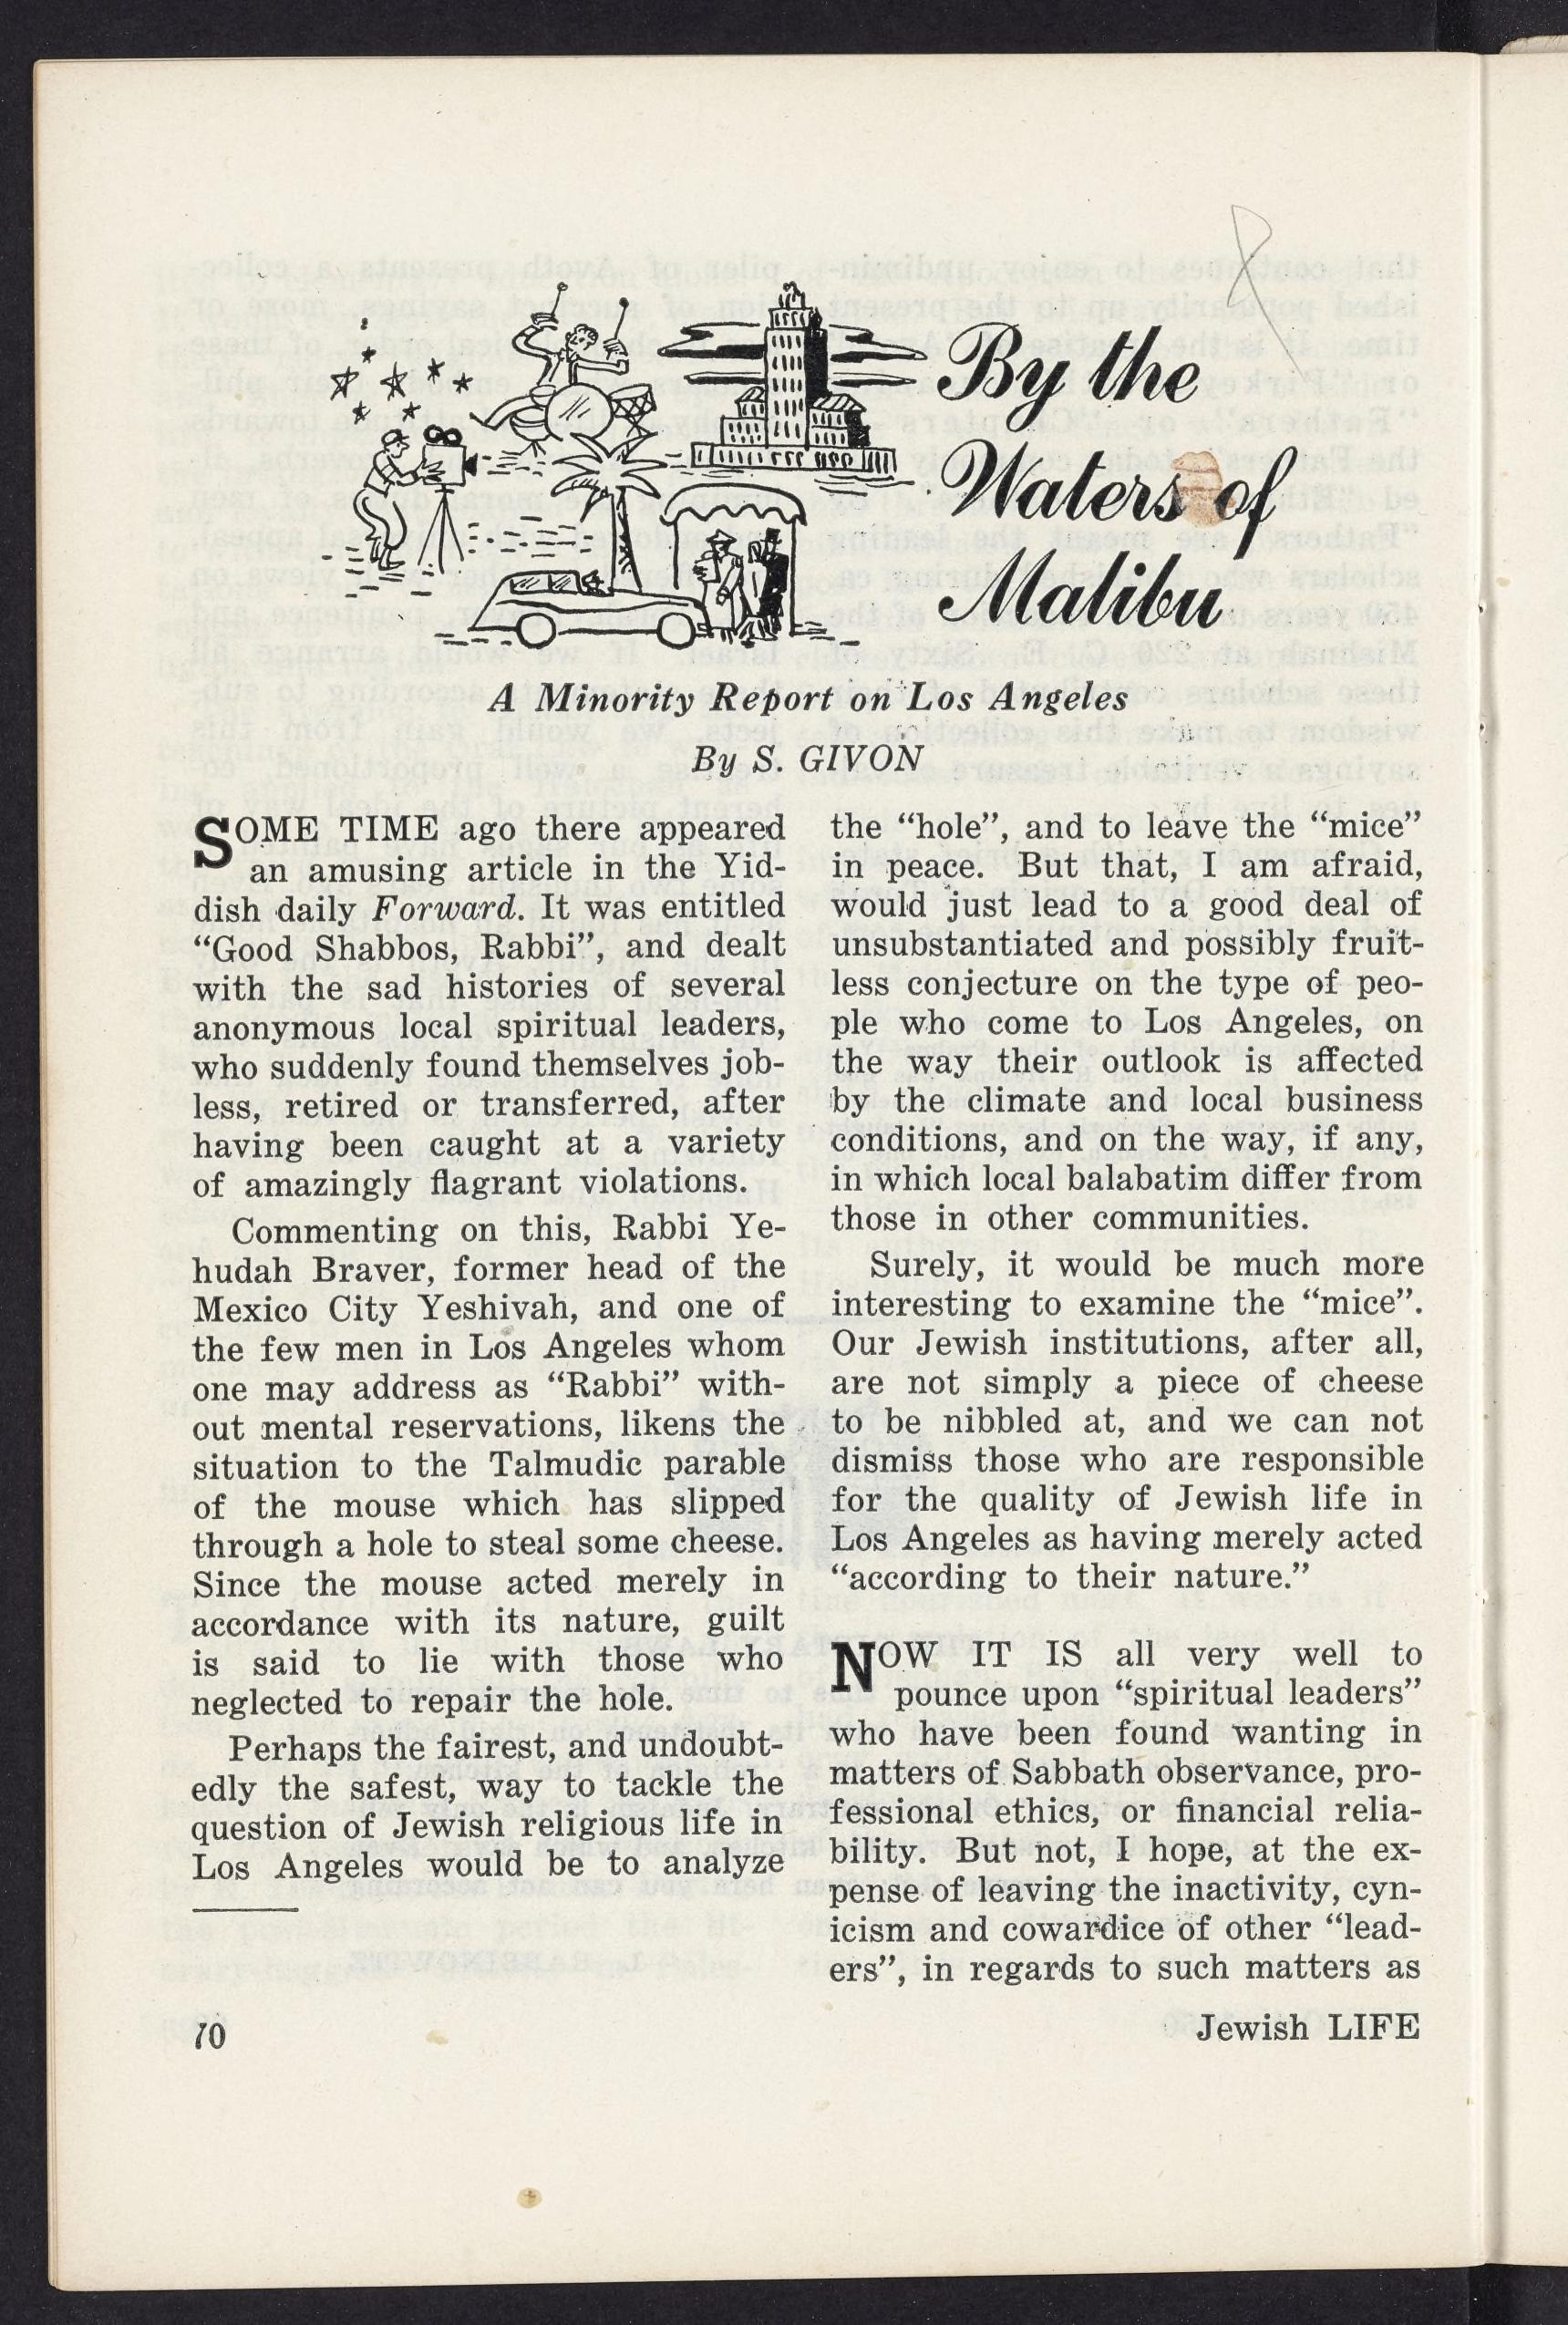 By the
Waters of
Malibu
A Minority Report on Los Angeles
By S. GIVON
SOME TIME ago there appeared
an amusing article in the Yid-
dish daily Forward. It was entitled
“Good Shabbos, Rabbi”, and dealt
with the sad histories of several
anonymous local spiritual leaders,
who suddenly found themselves job-
less, retired or transferred, after
having been caught at a variety
of amazingly flagrant violations.
Commenting on this, Rabbi Ye-
hudah Braver, former head of the
Mexico City Yeshivah, and one of
the few men in Los Angeles whom
one may address as “Rabbi” with-
out mental reservations, likens the
situation to the Talmudic parable
of the mouse which has slipped
through a hole to steal some cheese.
Since the mouse acted merely in
accordance with its nature, guilt
is said to lie with those who
neglected to repair the hole.
Perhaps the fairest, and undoubt-
edly the safest, way to tackle the
question of Jewish religious life in
Los Angeles would be to analyze
the “hole”, and to leave the “mice”
in peace. But that, I am afraid,
would just lead to a good deal of
unsubstantiated and possibly fruit-
less conjecture on the type of peo-
ple who come to Los Angeles, on
the way their outlook is affected
by the climate and local business
conditions, and on the way, if any,
in which local balabatim differ from
those in other communities.
Surely, it would be much more
interesting to examine the “mice”.
Our Jewish institutions, after all,
are not simply a piece of cheese
to be nibbled at, and we can not
dismiss those who are responsible
for the quality of Jewish life in
Los Angeles as having merely acted
“according to their nature.”
NOW IT IS all very well to
pounce upon “spiritual leaders”
who have been found wanting in
matters of Sabbath observance, pro-
fessional ethics, or financial relia-
bility. But not, I hope, at the ex-
pense of leaving the inactivity, cyn-
icism and cowardice of other “lead-
ers”, in regards to such matters as
70
Jewish LIFE